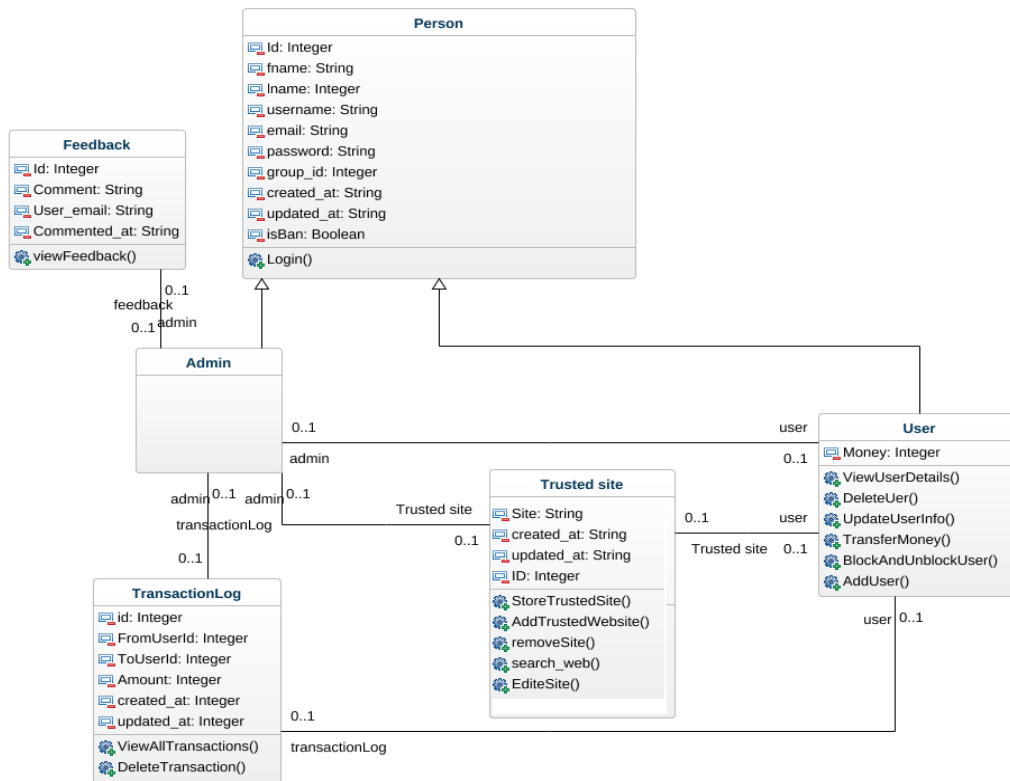 Person
Id: Integer
fname: String
lname: Integer
username: String
email: String
password: String
group_id: Integer
created_at: String
updated_at: String
isBan: Boolean
Login()
Feedback
Id: Integer
Comment: String
User_email: String
Commented_at: String
viewFeedback()
0..1
feedback
0..1
admin
Admin
0..1
user
admin
0..1
User
Money: Integer
ViewUserDetails()
DeleteUer()
UpdateUserInfo()
TransferMoney()
BlockAndUnblockUser()
AddUser()
admin
0..1
admin
0..1
transactionLog
0..1
Trusted site
0..1
Trusted site
Site: String
created_at: String
updated_at: String
ID: Integer
StoreTrustedSite()
AddTrustedWebsite()
removeSite()
search_web()
EditeSite()
0..1
user
Trusted site
0..1
TransactionLog
id: Integer
FromUserId: Integer
ToUserId: Integer
Amount: Integer
created_at: Integer
updated_at: Integer
ViewAllTransactions()
DeleteTransaction()
user
0..1
0..1
transactionLog